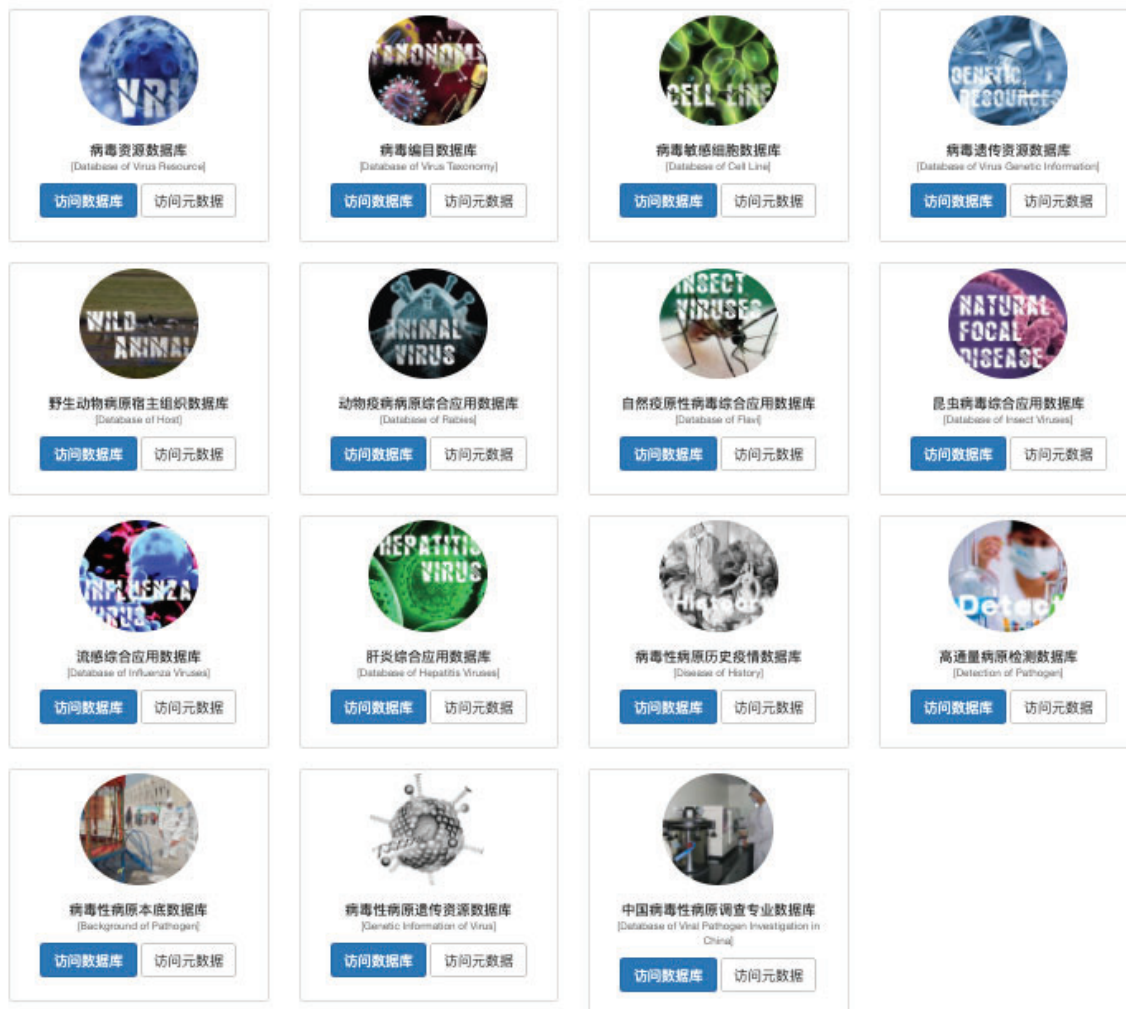 VRI
TAXONOMY
CELL LINE
GENETIC
RESOURCES
病毒资源数据库
[Database of Virus Resource]
访问数据库 访问元数据
病毒编目数据库
[Database of Virus Taxonomy]
访问数据库 访问元数据
病毒敏感细胞数据库
[Database of Cell Line]
访问数据库 访问元数据
病毒遗传资源数据库
[Database of Virus Genetic Information]
访问数据库 访问元数据
WILD
ANIMAL
ANIMAL
VIRUS
INSECT
VIRUSES
NATURAL
FOCAL
DISEASE
野生动物病原宿主组织数据库
[Database of Host]
访问数据库 访问元数据
动物疫病病原综合应用数据库
[Database of Rabies]
访问数据库 访问元数据
自然疫原性病毒综合应用数据库
[Database of Flavi]
访问数据库 访问元数据
昆虫病毒综合应用数据库
[Database of Insect Viruses]
访问数据库 访问元数据
INFLUENZA
VIRUS
HEPATITIS
VIRUS
Detect
流感综合应用数据库
[Database of Influenza Viruses]
访问数据库 访问元数据
肝炎综合应用数据库
[Database of Hepatitis Viruses]
访问数据库 访问元数据
病毒性病原历史疫情数据库
[Disease of History]
访问数据库 访问元数据
高通量病原检测数据库
[Detection of Pathogen]
访问数据库 访问元数据
病毒性病原本底数据库
[Background of Pathogen]
访问数据库 访问元数据
病毒性病原遗传资源数据库
[Genetic Information of Virus]
访问数据库 访问元数据
中国病毒性病原调查专业数据库
[Database of Viral Pathogen Investigation in
China]
访问数据库 访问元数据